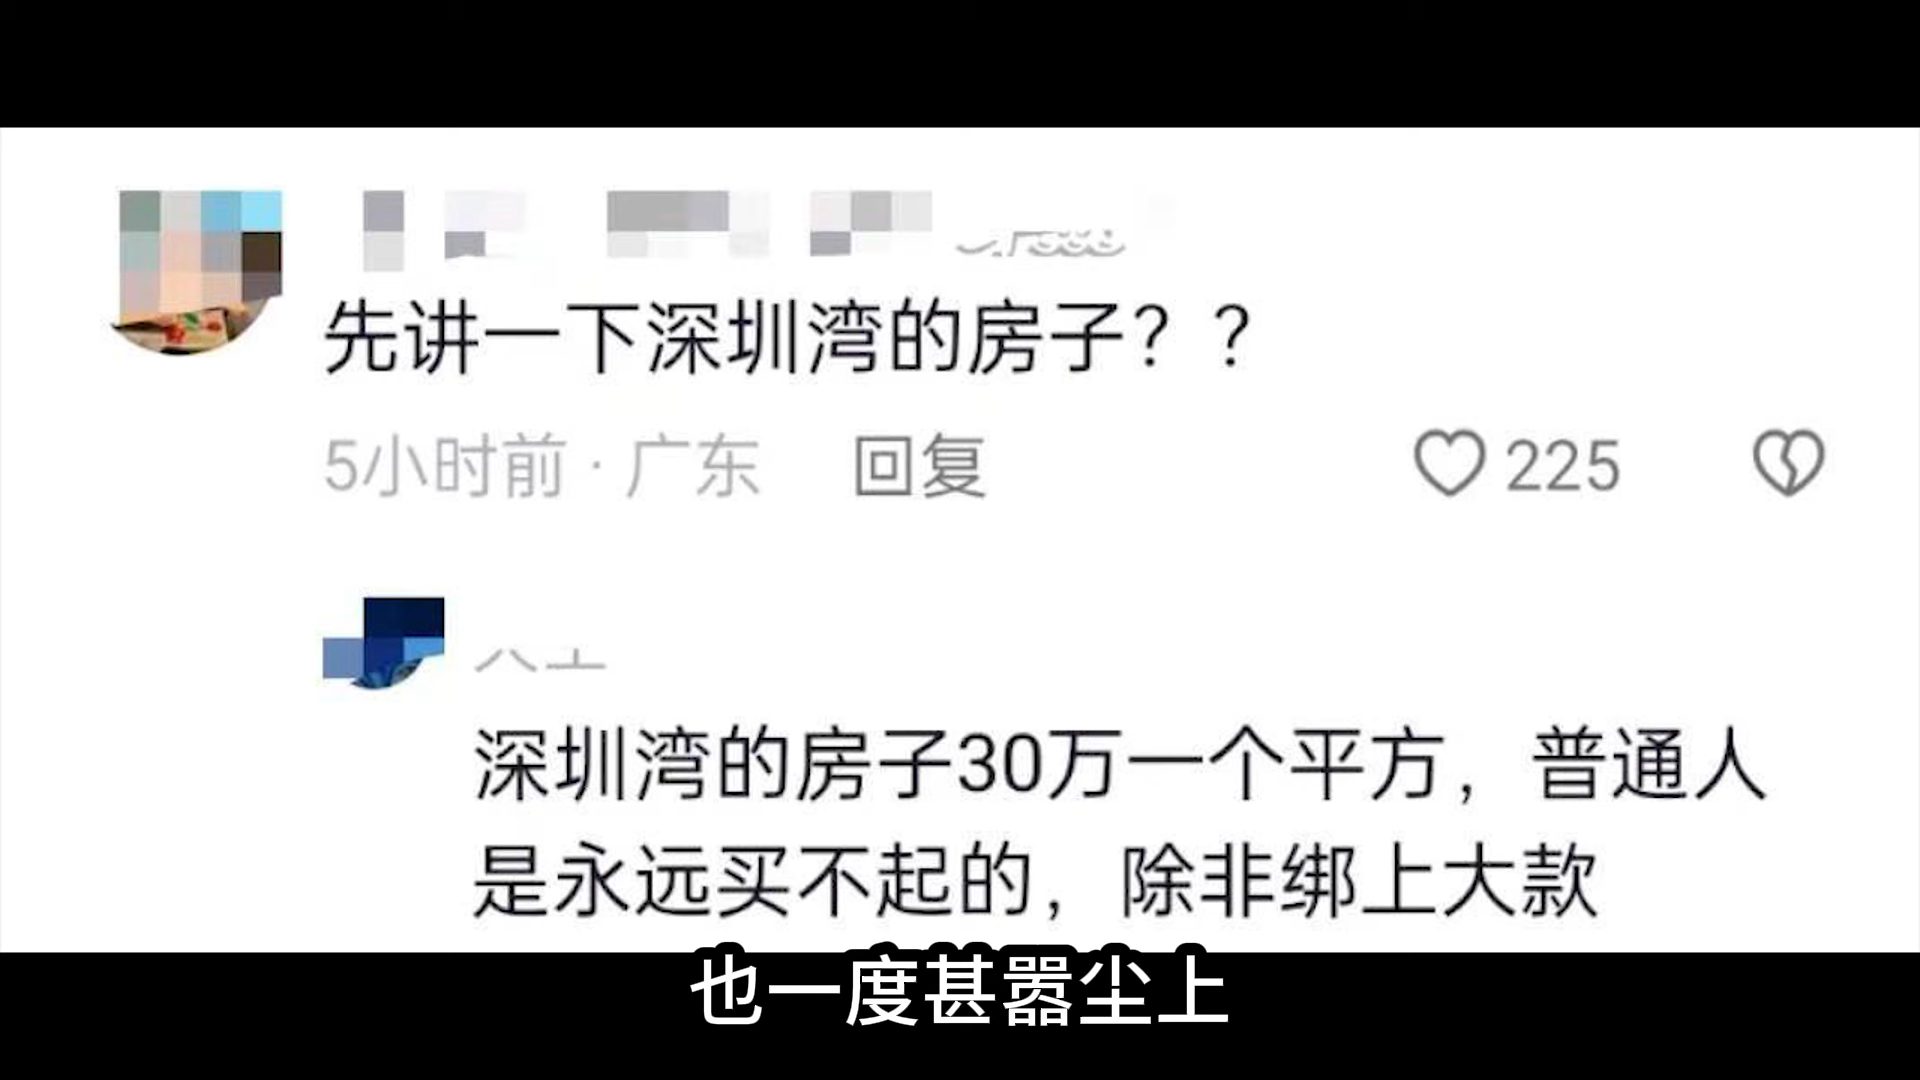 先讲一下深圳湾的房子？？
5小时前 · 广东 回复 225
深圳湾的房子30万一个平方，普通人
是永远买不起的，除非绑上大款
也一度甚嚣尘上